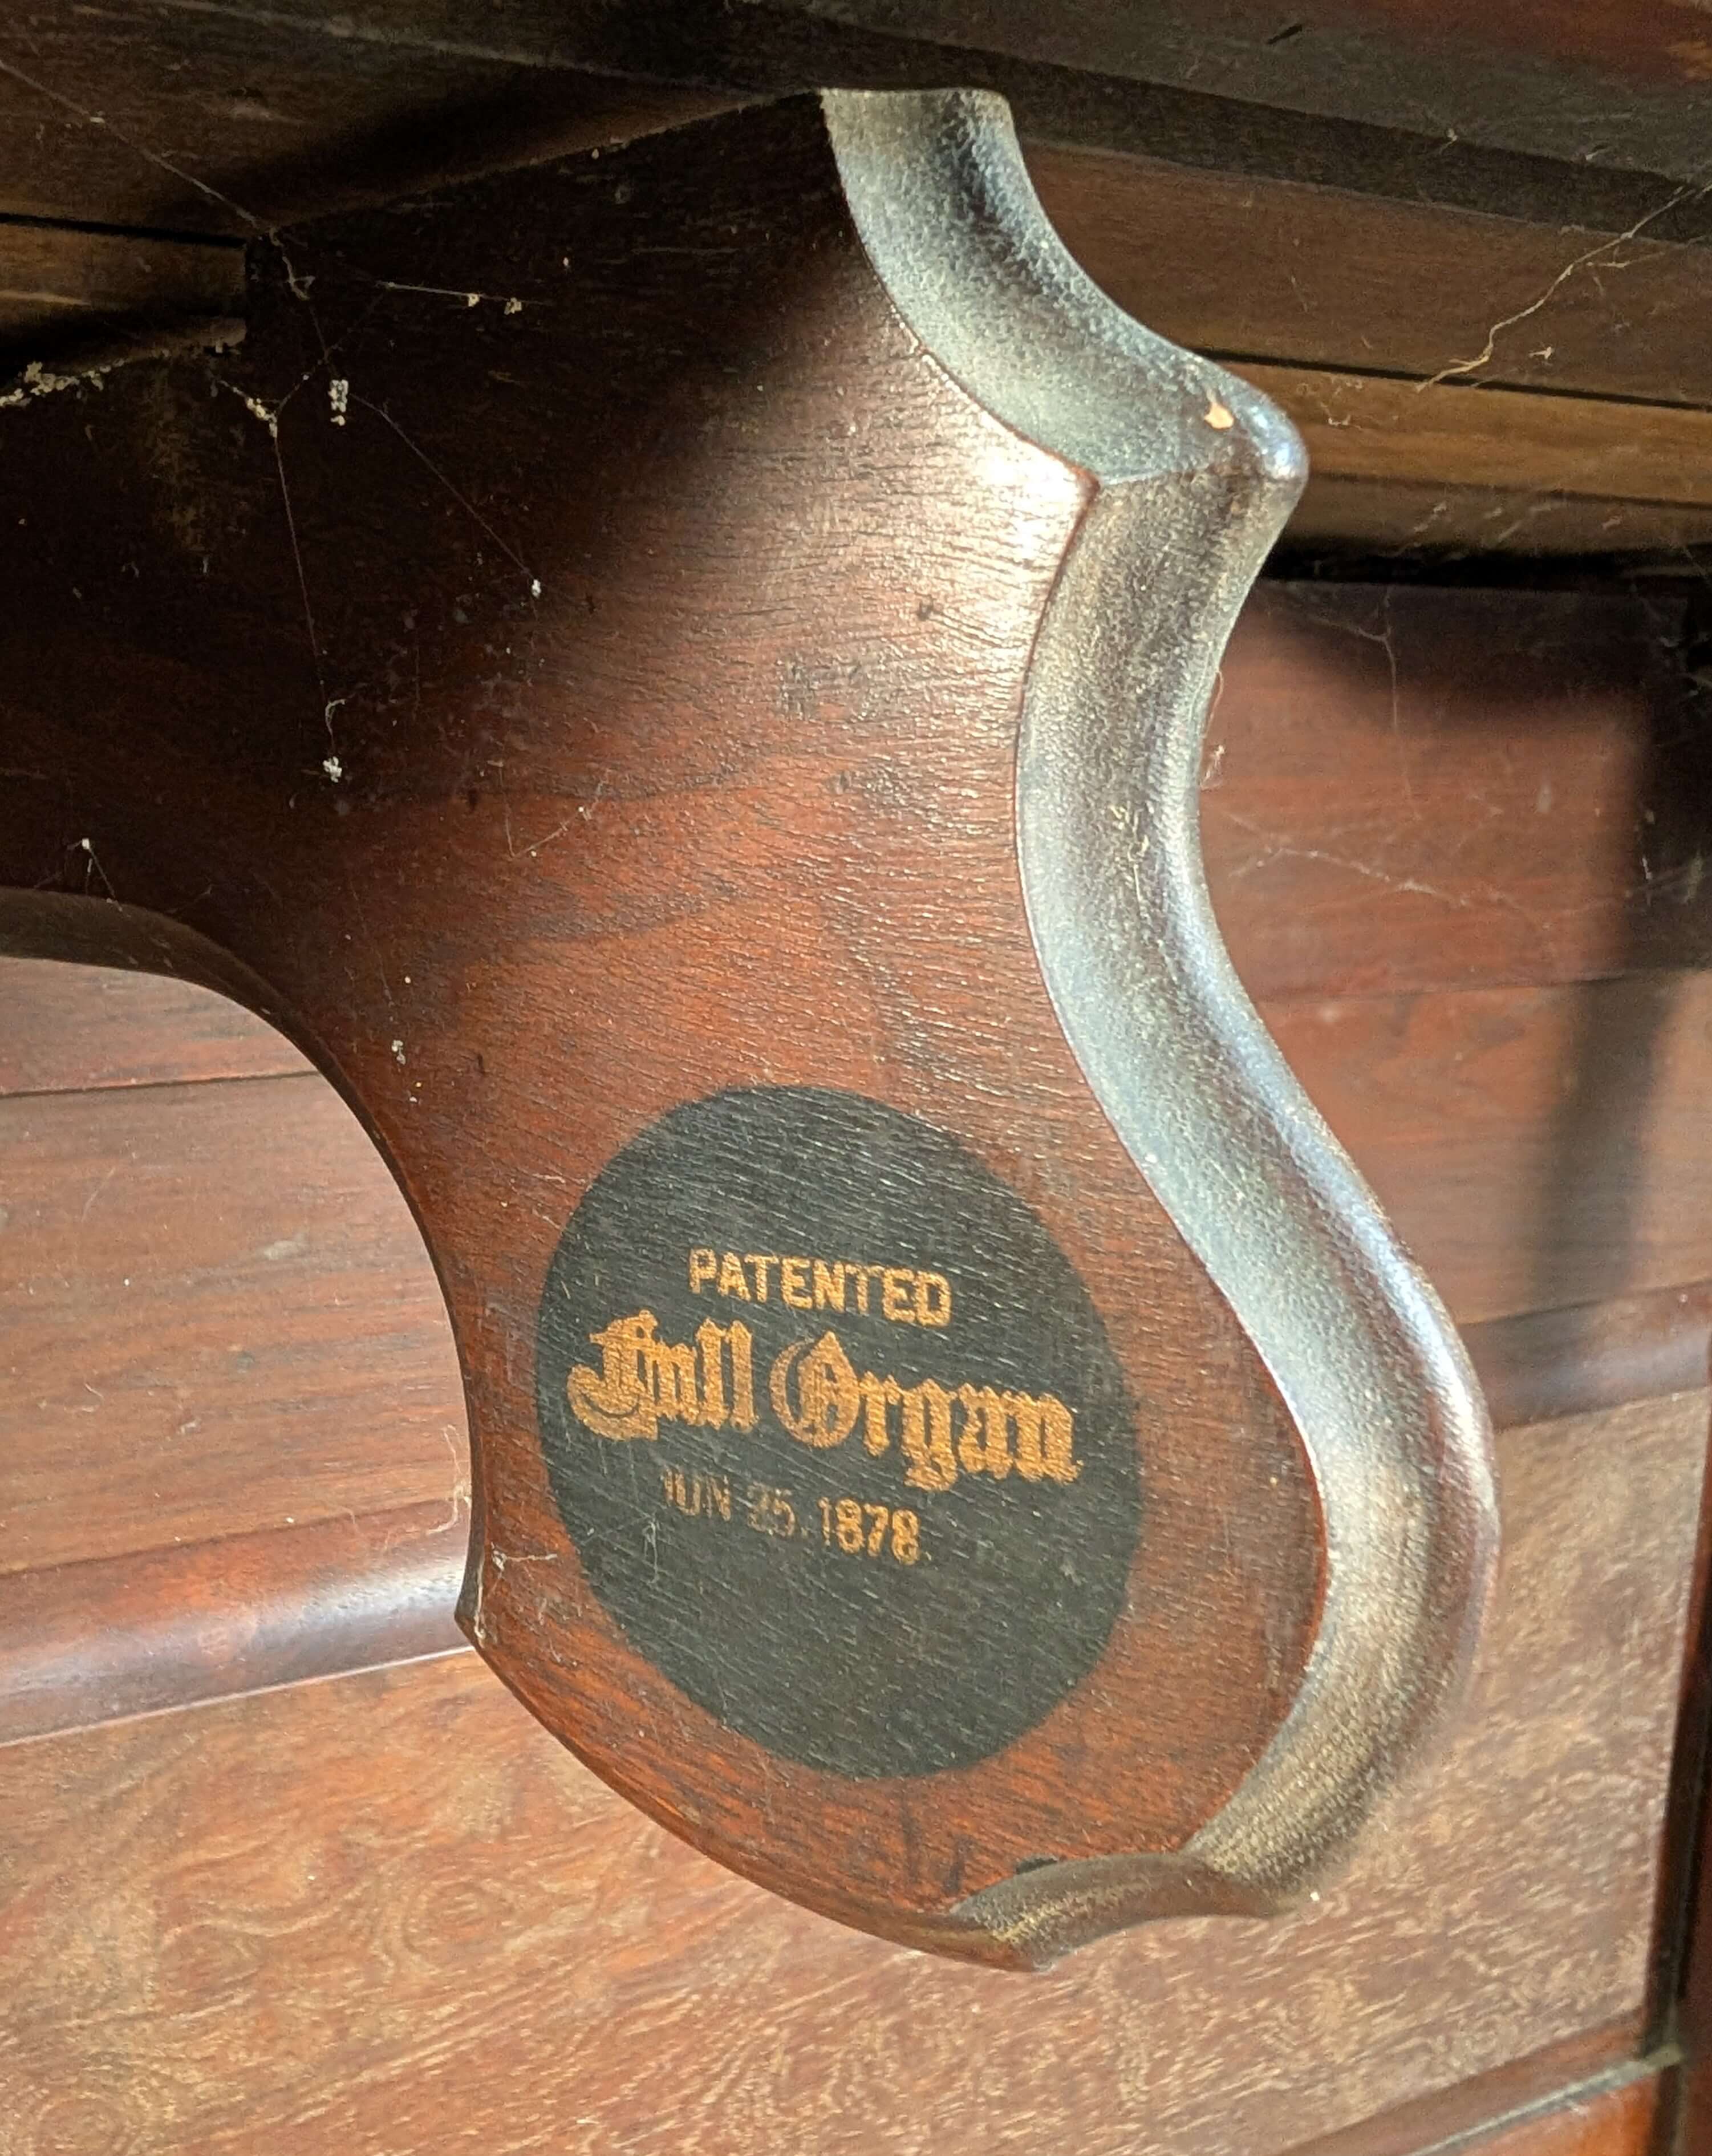 PATENTED
Full Organ
JUN 25. 1878.